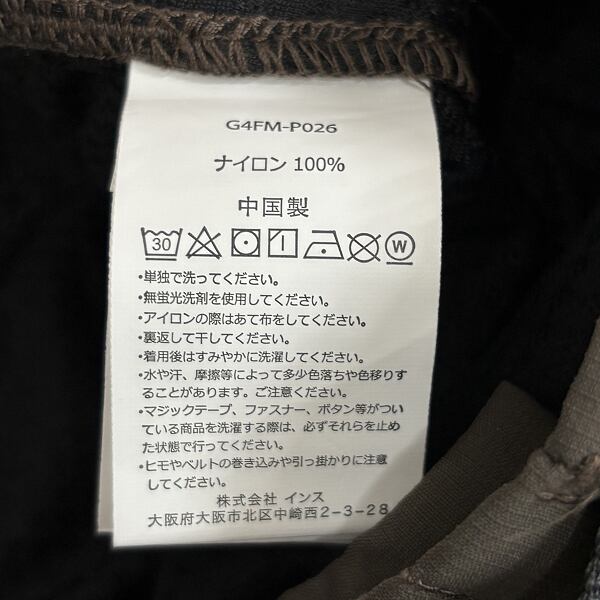 G4FM-P026
ナイロン 100%
中国製
30 W
・単独で洗ってください。
・無蛍光洗剤を使用してください。
・アイロンの際はあて布をしてください。
・裏返して干してください。
・着用後はすみやかに洗濯してください。
・水や汗、摩擦等によって多少色落ちや色移りす
ることがあります。ご注意ください。
・マジックテープ、ファスナー、ボタン等がつい
ている商品を洗濯する際は、必ずそれらを止め
た状態で行ってください。
・ヒモやベルトの巻き込みや引っ掛かりに注意
してください。
株式会社 インス
大阪府大阪市北区中崎西2-3-28